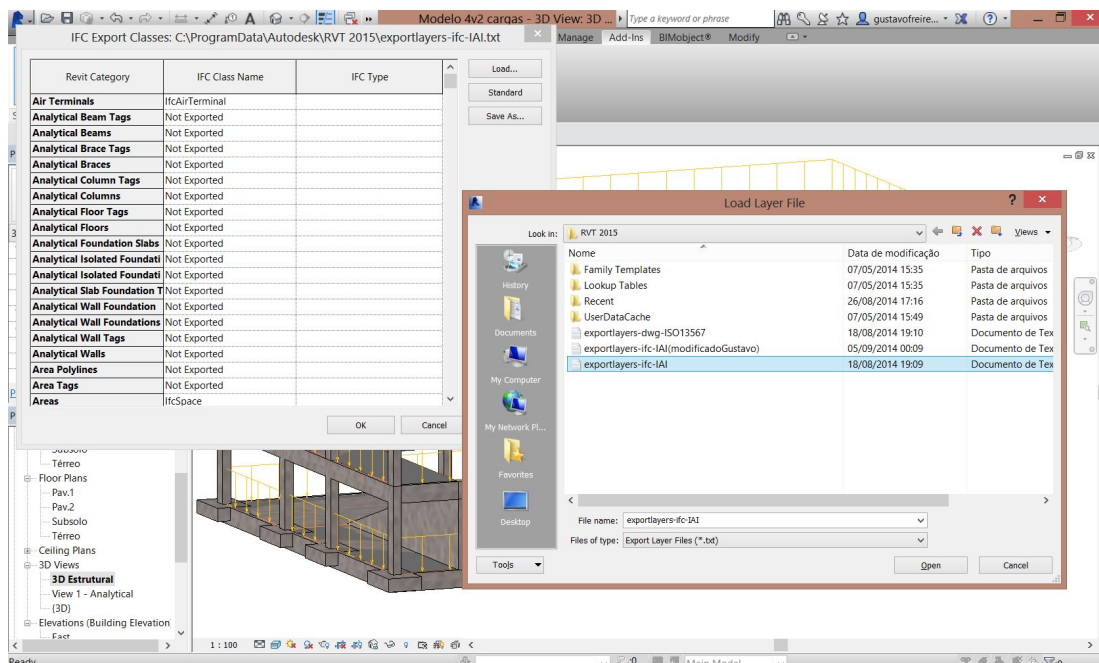 Modelo 4v2 cargas - 3D View: 3D ...
Type a keyword or phrase
gustavofreire...
IFC Export Classes: C:\ProgramData\Autodesk\RVT 2015\exportlayers-ifc-IAI.txt
Manage Add-Ins BIMobject® Modify
Revit Category IFC Class Name IFC Type
Air Terminals IfcAirTerminal
Analytical Beam Tags Not Exported
Analytical Beams Not Exported
Analytical Brace Tags Not Exported
Analytical Braces Not Exported
Analytical Column Tags Not Exported
Analytical Columns Not Exported
Analytical Floor Tags Not Exported
Analytical Floors Not Exported
Analytical Foundation Slabs Not Exported
Analytical Isolated Foundati Not Exported
Analytical Isolated Foundati Not Exported
Analytical Slab Foundation T Not Exported
Analytical Wall Foundation Not Exported
Analytical Wall Foundations Not Exported
Analytical Wall Tags Not Exported
Analytical Walls Not Exported
Area Polylines Not Exported
Area Tags Not Exported
Areas IfcSpace
Load...
Standard
Save As...
OK Cancel
Load Layer File
Look in: RVT 2015 Views
History
Documents
My Computer
My Network Pl...
Favorites
Desktop
Nome Data de modificação Tipo
Family Templates 07/05/2014 15:35 Pasta de arquivos
Lookup Tables 07/05/2014 15:35 Pasta de arquivos
Recent 26/08/2014 17:16 Pasta de arquivos
UserDataCache 07/05/2014 15:49 Pasta de arquivos
exportlayers-dwg-ISO13567 18/08/2014 19:10 Documento de Tex
exportlayers-ifc-IAI(modificadoGustavo) 05/09/2014 00:09 Documento de Tex
exportlayers-ifc-IAI 18/08/2014 19:09 Documento de Tex
File name: exportlayers-ifc-IAI
Files of type: Export Layer Files (*.txt)
Tools Open Cancel
Subsolo
Térreo
Floor Plans
Pav.1
Pav.2
Subsolo
Térreo
Ceiling Plans
3D Views
3D Estrutural
View 1 - Analytical
{3D}
Elevations (Building Elevation
East
1 : 100
Ready
:0 Main Model